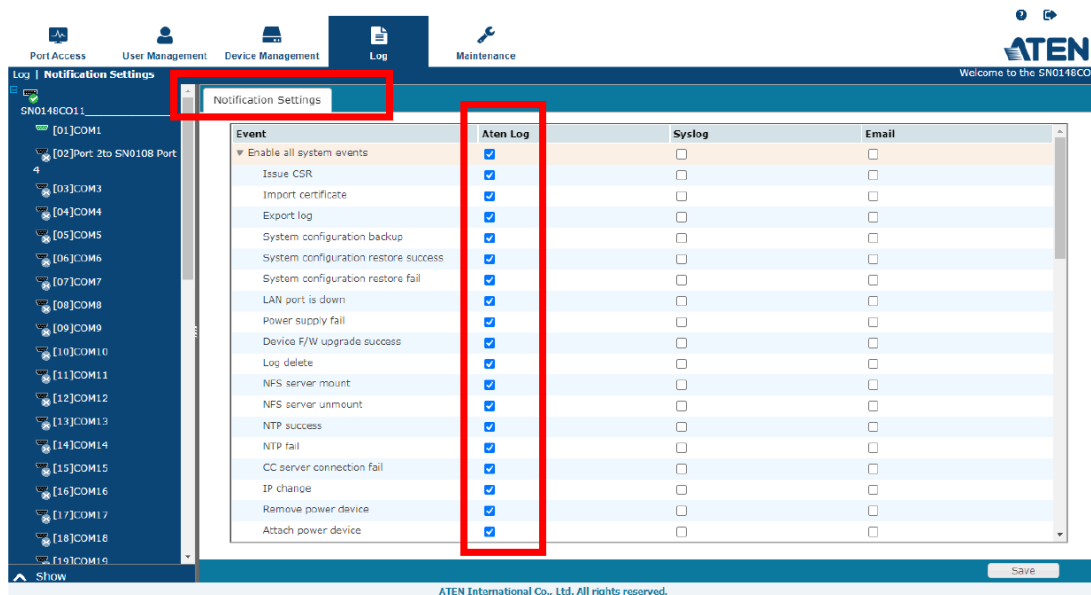 Port Access
User Management
Device Management
Log
Maintenance
ATEN
Log | Notification Settings
Welcome to the SN0148CO
SN0148CO11
[01]COM1
[02]Port 2to SN0108 Port
4
[03]COM3
[04]COM4
[05]COM5
[06]COM6
[07]COM7
[08]COM8
[09]COM9
[10]COM10
[11]COM11
[12]COM12
[13]COM13
[14]COM14
[15]COM15
[16]COM16
[17]COM17
[18]COM18
[19]COM19
Show
Notification Settings
Event Aten Log Syslog Email
Enable all system events
Issue CSR
Import certificate
Export log
System configuration backup
System configuration restore success
System configuration restore fail
LAN port is down
Power supply fail
Device F/W upgrade success
Log delete
NFS server mount
NFS server unmount
NTP success
NTP fail
CC server connection fail
IP change
Remove power device
Attach power device
Save
ATEN International Co., Ltd. All rights reserved.